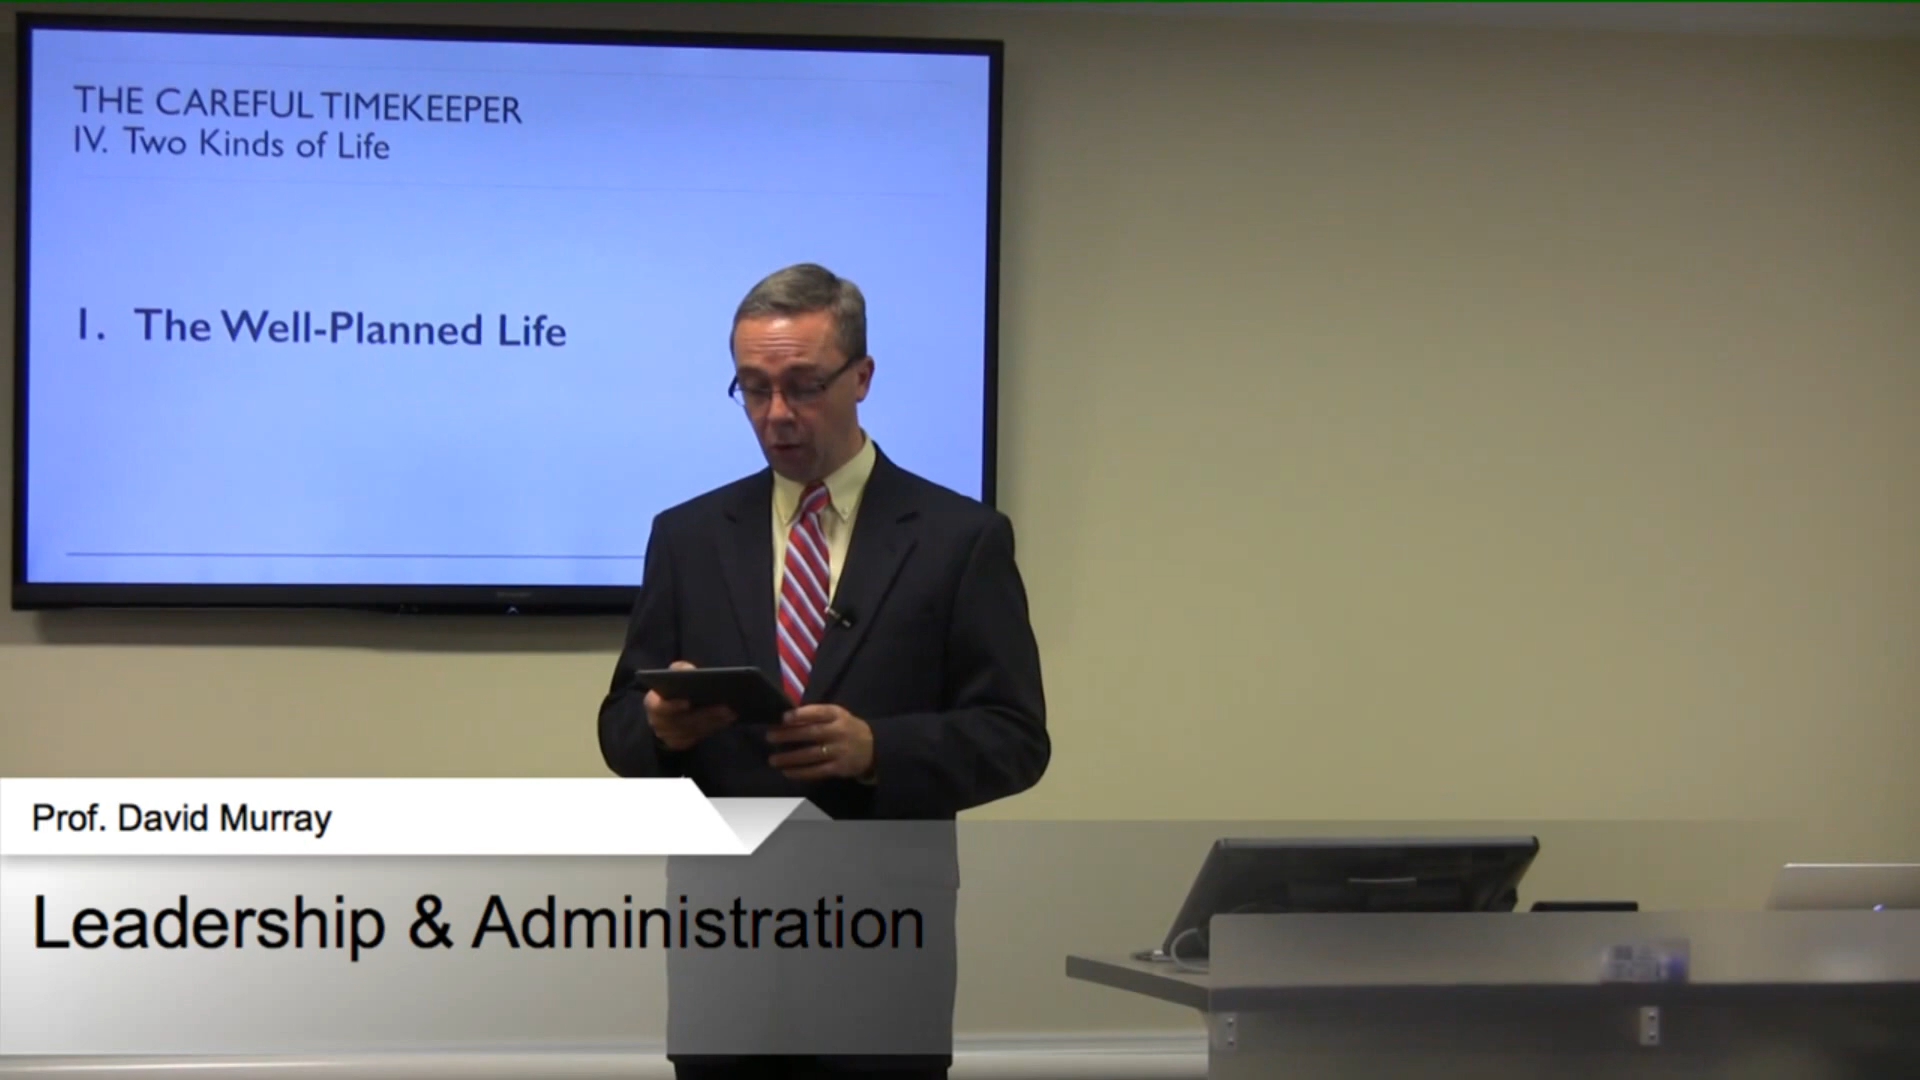 THE CAREFUL TIMEKEEPER
IV. Two Kinds of Life
1. The Well-Planned Life
Prof. David Murray
Leadership & Administration